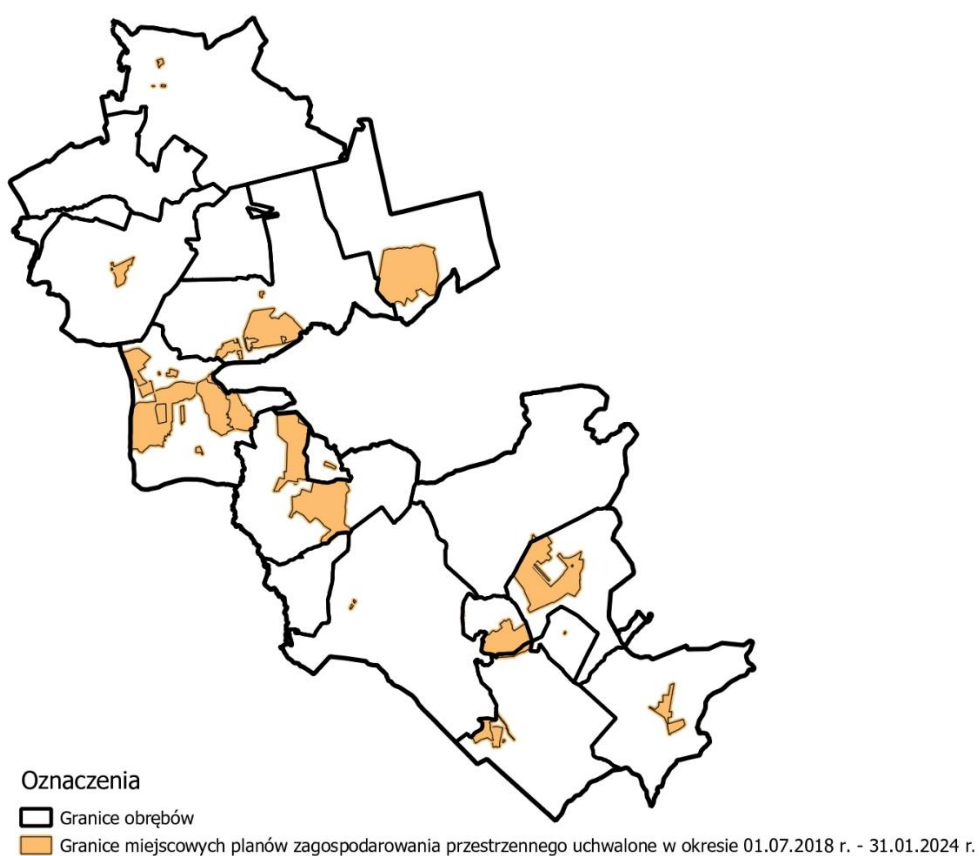 Oznaczenia
Granice obrębów
Granice miejscowych planów zagospodarowania przestrzennego uchwalone w okresie 01.07.2018 r. - 31.01.2024 r.